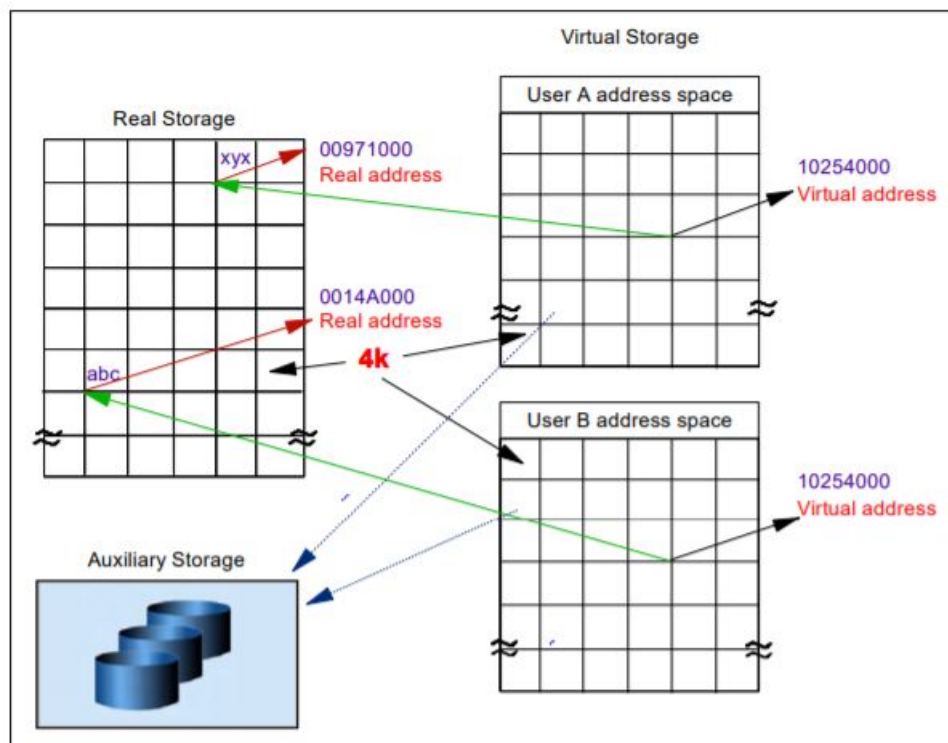 Virtual Storage
User A address space
Real Storage
xyx
00971000
Real address
10254000
Virtual address
0014A000
Real address
4k
abc
User B address space
10254000
Virtual address
Auxiliary Storage